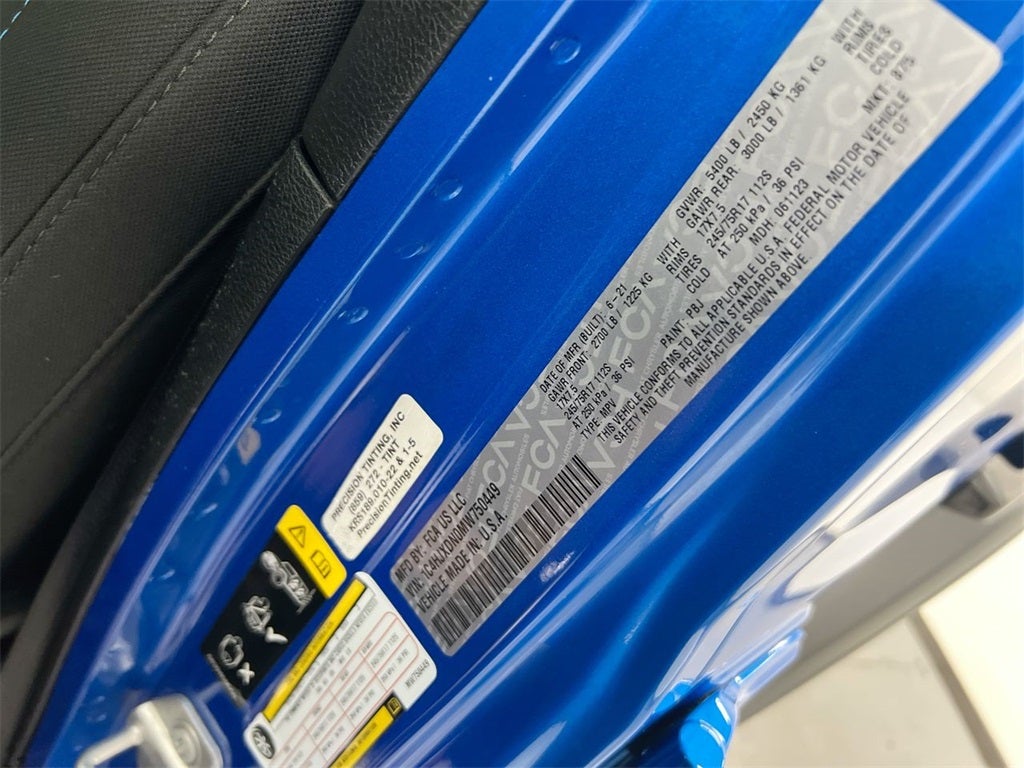 MFD BY: FCA US LLC
DATE OF MFR (BUILT): 6-21
GVWR: 5400 LB / 2450 KG
GAWR FRONT: 2700 LB / 1225 KG
WITH
RIMS
TIRES
COLD
17X7.5
245/75R17 112S
AT 250 kPa / 36 PSI
GAWR REAR: 3000 LB / 1361 KG
WITH
RIMS
TIRES
COLD
17X7.5
245/75R17 112S
AT 250 kPa / 36 PSI
TYPE: MPV
PAINT: PBJ
MDH: 061123
MXT: 875
THIS VEHICLE CONFORMS TO ALL APPLICABLE U.S.A. FEDERAL MOTOR VEHICLE
SAFETY AND THEFT PREVENTION STANDARDS IN EFFECT ON THE DATE OF
MANUFACTURE SHOWN ABOVE.
VIN: 1C4HJXDN0MW750449
VEHICLE MADE IN: U.S.A.
PRECISION TINTING, INC
(859) 272 - TINT
KRS189.010-22 & 1-5
PrecisionTinting.net
MW750449